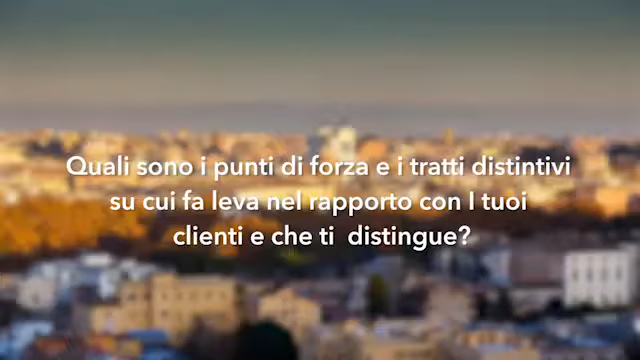 Quali sono i punti di forza e i tratti distintivi
su cui fa leva nel rapporto con I tuoi
clienti e che ti  distingue?